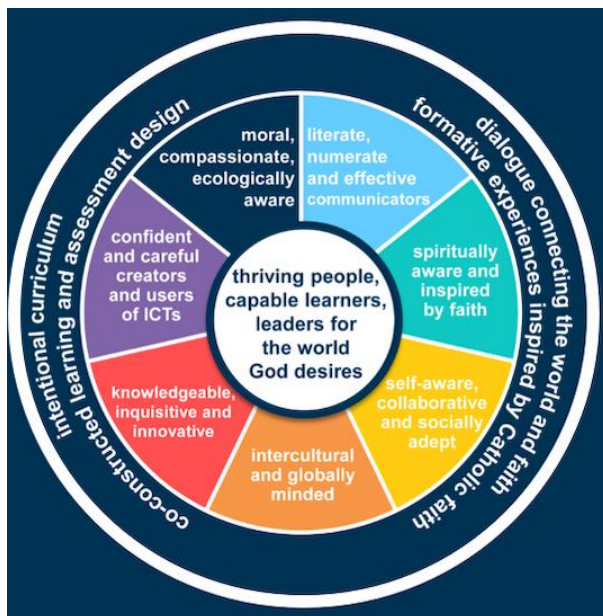 intentional curriculum
co-constructed learning and assessment design
dialogue connecting the world and faith
formative experiences inspired by Catholic faith
moral,
compassionate,
ecologically
aware
literate,
numerate
and effective
communicators
spiritually
aware and
inspired
by faith
self-aware,
collaborative
and socially
adept
intercultural
and globally
minded
knowledgeable,
inquisitive and
innovative
confident
and careful
creators
and users
of ICTs
thriving people,
capable learners,
leaders for
the world
God desires